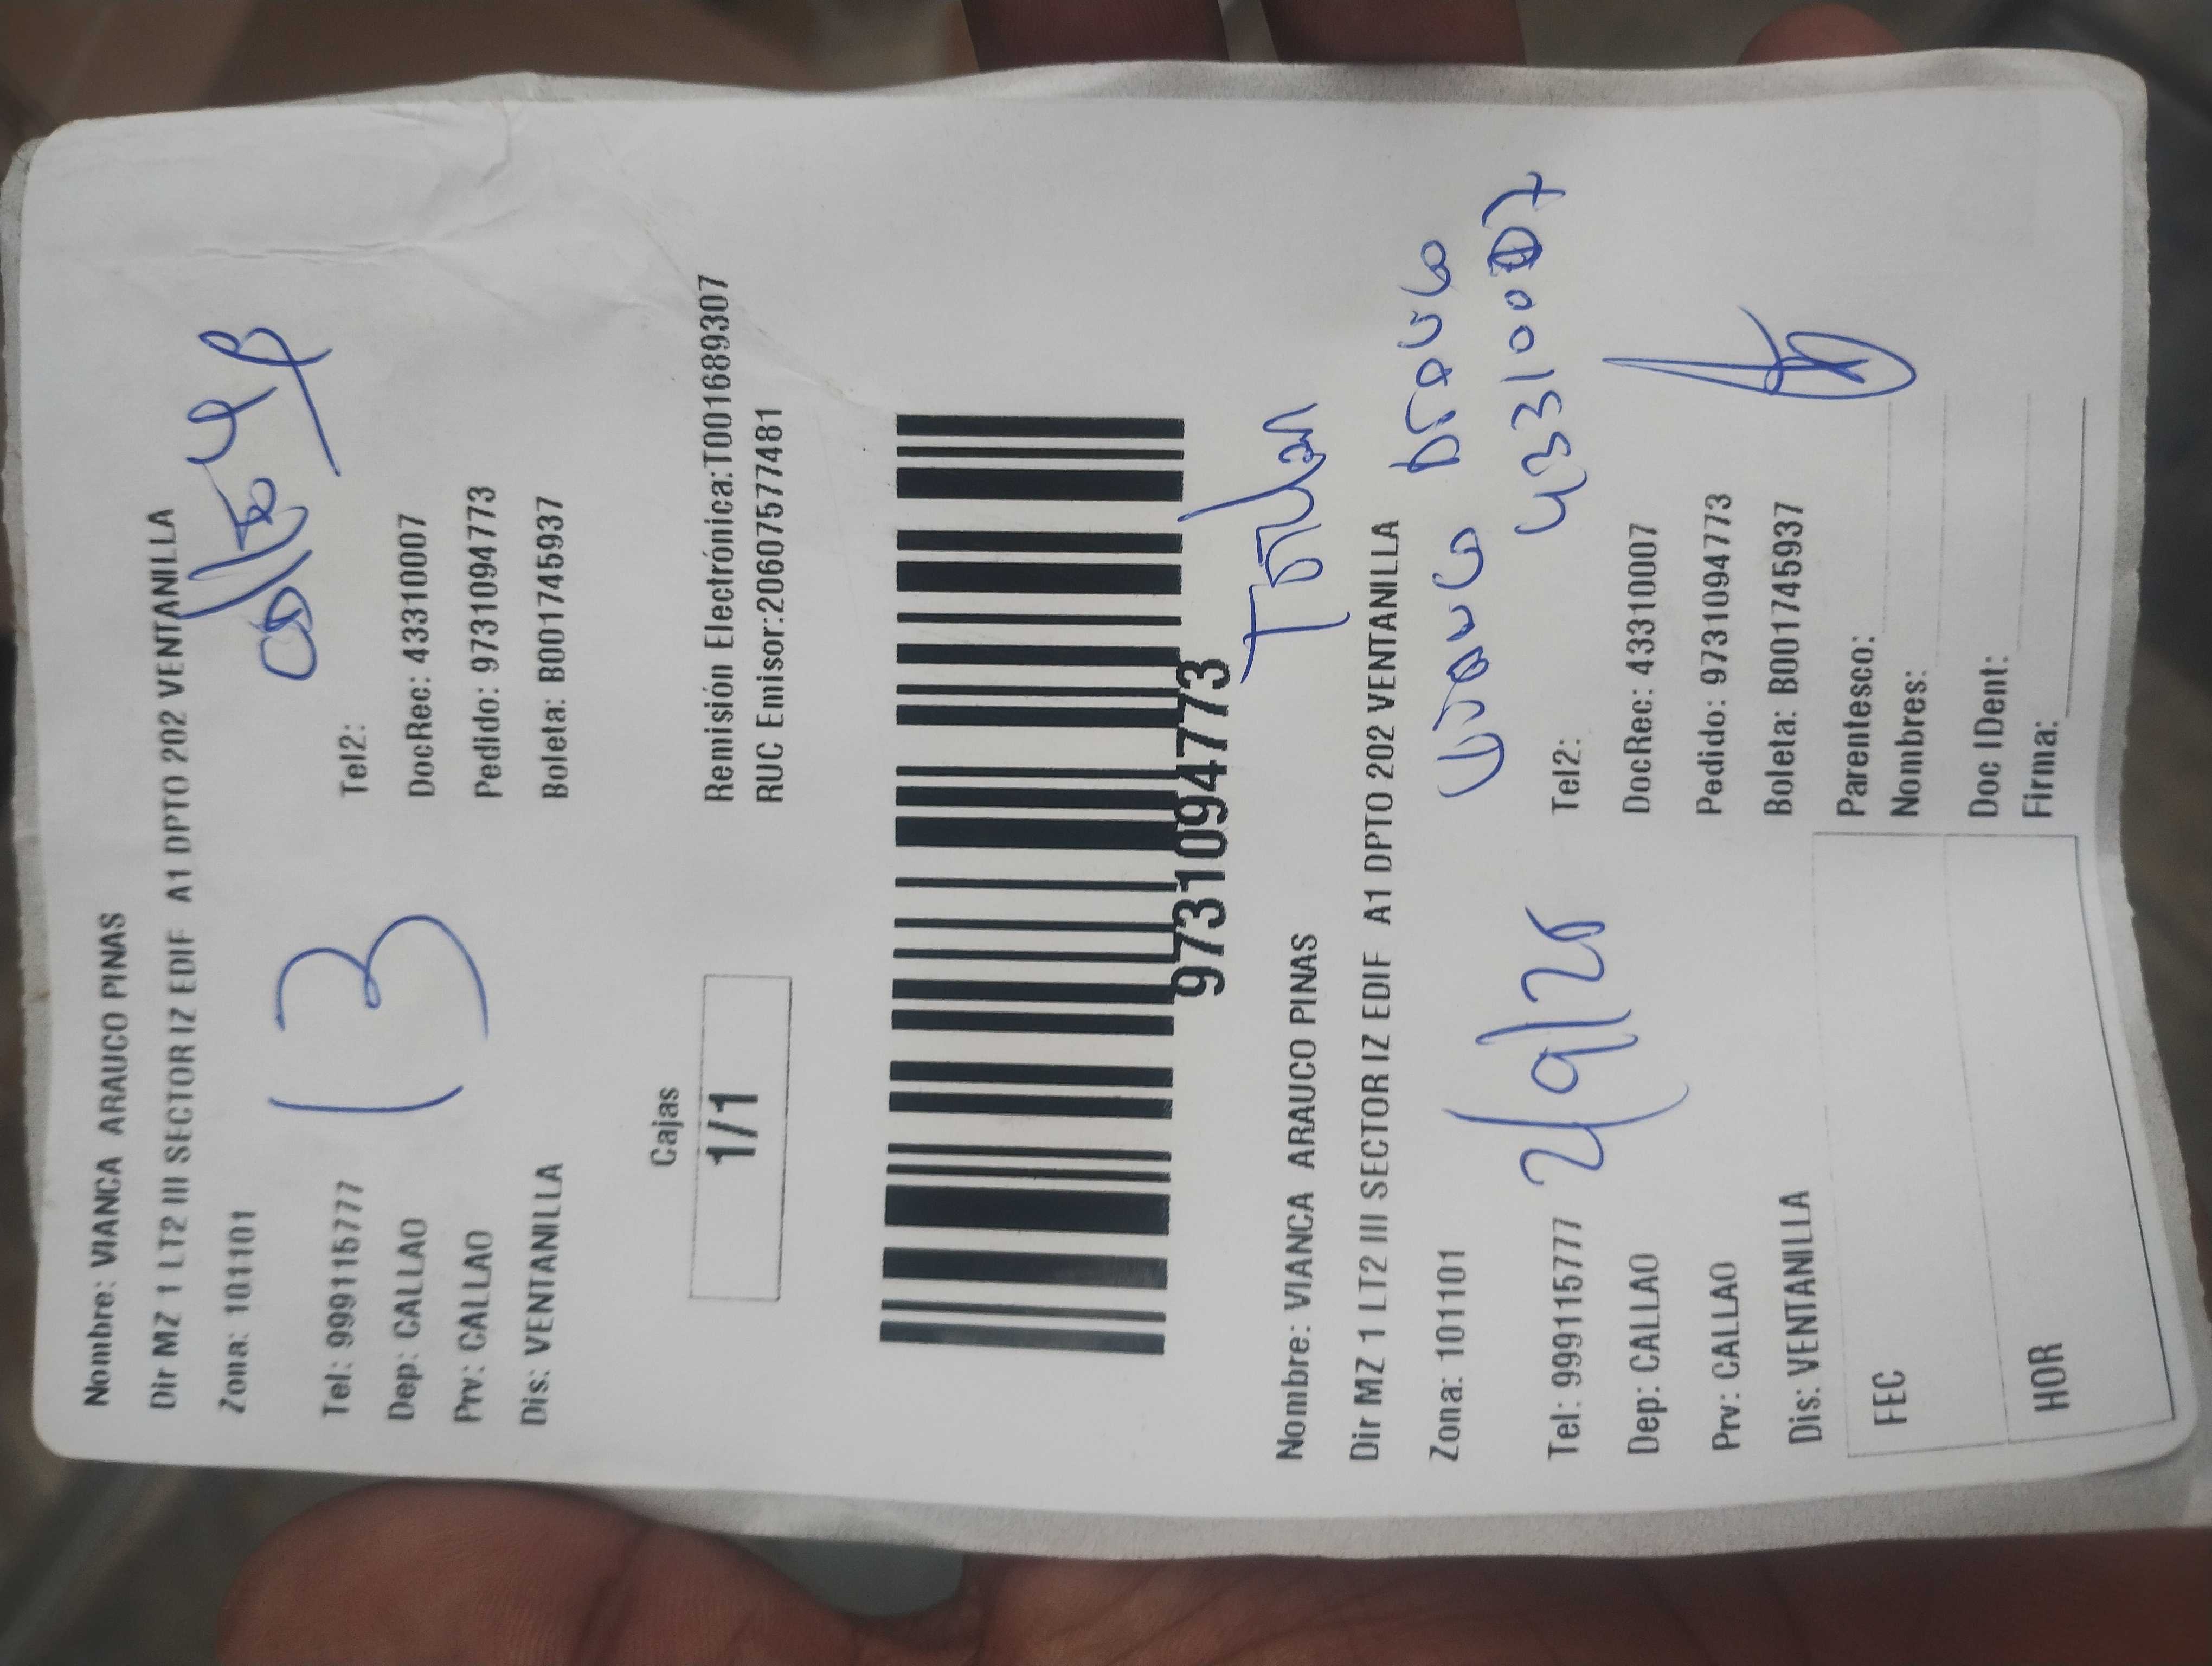 Nombre: VIANCA ARAUCO PINAS
Dir MZ 1 LT2 III SECTOR IZ EDIF A1 DPTO 202 VENTANILLA
Zona: 101101
13
Tel: 999115777 Tel2:
Dep: CALLAO DocRec: 43310007
Prv: CALLAO Pedido: 9731094773
Dis: VENTANILLA Boleta: B001745937
Cajas
1/1
Remisión Electrónica:T001689307
RUC Emisor:20607577481
9731094773
Nombre: VIANCA ARAUCO PINAS
Dir MZ 1 LT2 III SECTOR IZ EDIF A1 DPTO 202 VENTANILLA
Zona: 101101
43310007
Tel: 999115777 Tel2:
Dep: CALLAO DocRec: 43310007
Prv: CALLAO Pedido: 9731094773
Dis: VENTANILLA Boleta: B001745937
FEC
HOR
Parentesco:
Nombres:
Doc IDent:
Firma: